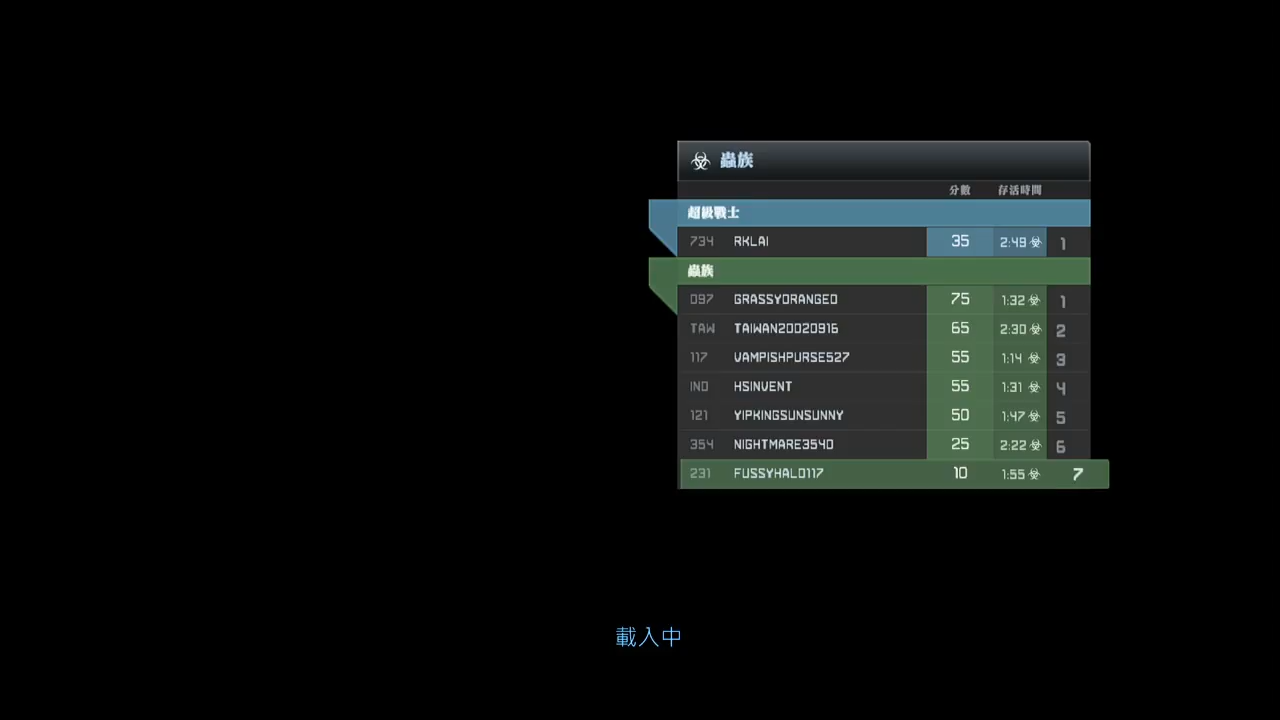 蟲族
分數 存活時間
超級戰士
734 RKLAI 35 2:49 1
蟲族
097 GRASSYORANGE0 75 1:32 1
TAW TAIWAN20020916 65 2:30 2
117 VAMPISHPURSE527 55 1:14 3
IND HSINVENT 55 1:31 4
121 YIPKINGSUNSUNNY 50 1:47 5
354 NIGHTMARE3540 25 2:22 6
231 FUSSYHALO117 10 1:55 7
載入中